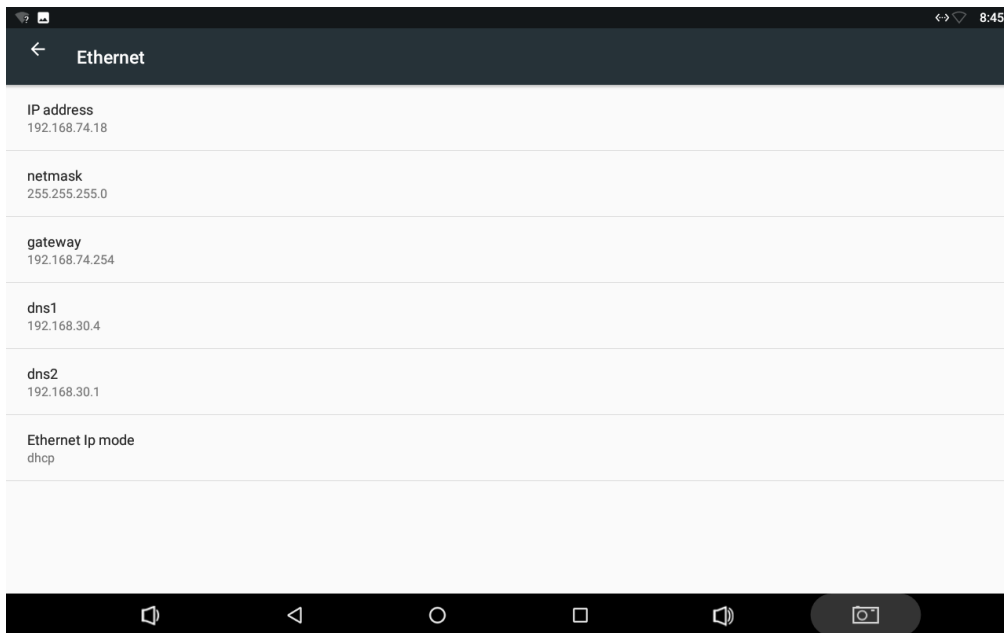 8:45
Ethernet
IP address
192.168.74.18
netmask
255.255.255.0
gateway
192.168.74.254
dns1
192.168.30.4
dns2
192.168.30.1
Ethernet Ip mode
dhcp